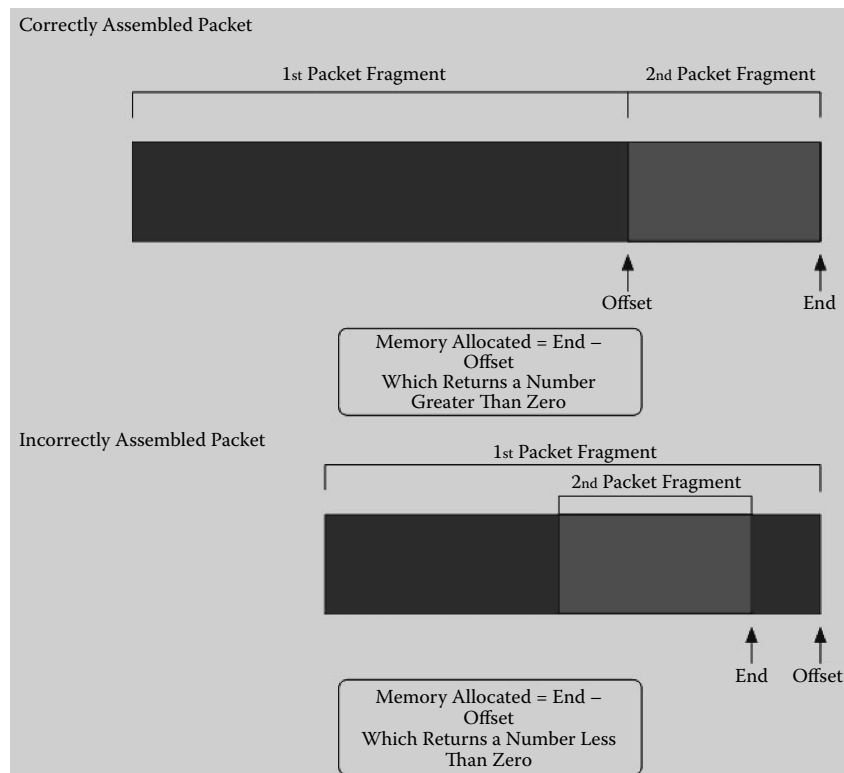 Correctly Assembled Packet
1st Packet Fragment
2nd Packet Fragment
Offset
End
Memory Allocated = End –
Offset
Which Returns a Number
Greater Than Zero
Incorrectly Assembled Packet
1st Packet Fragment
2nd Packet Fragment
End
Offset
Memory Allocated = End –
Offset
Which Returns a Number Less
Than Zero